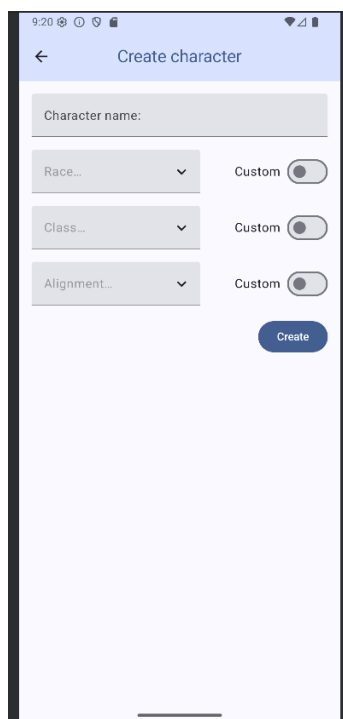 9:20
Create character
Character name:
Race... Custom
Class... Custom
Alignment... Custom
Create